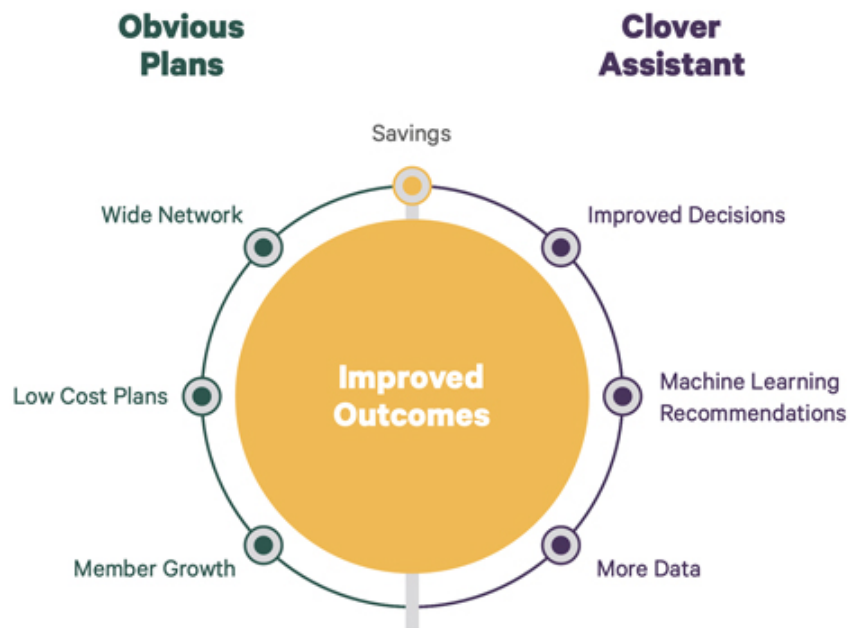 Obvious
Plans
Clover
Assistant
Savings
Wide Network
Improved Decisions
Low Cost Plans
Improved
Outcomes
Machine Learning
Recommendations
Member Growth
More Data